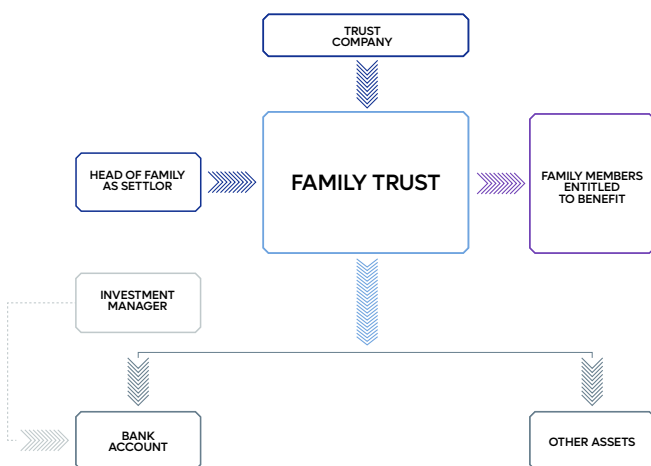 TRUST
COMPANY
HEAD OF FAMILY
AS SETTLOR
FAMILY TRUST
FAMILY MEMBERS
ENTITLED
TO BENEFIT
INVESTMENT
MANAGER
BANK
ACCOUNT
OTHER ASSETS